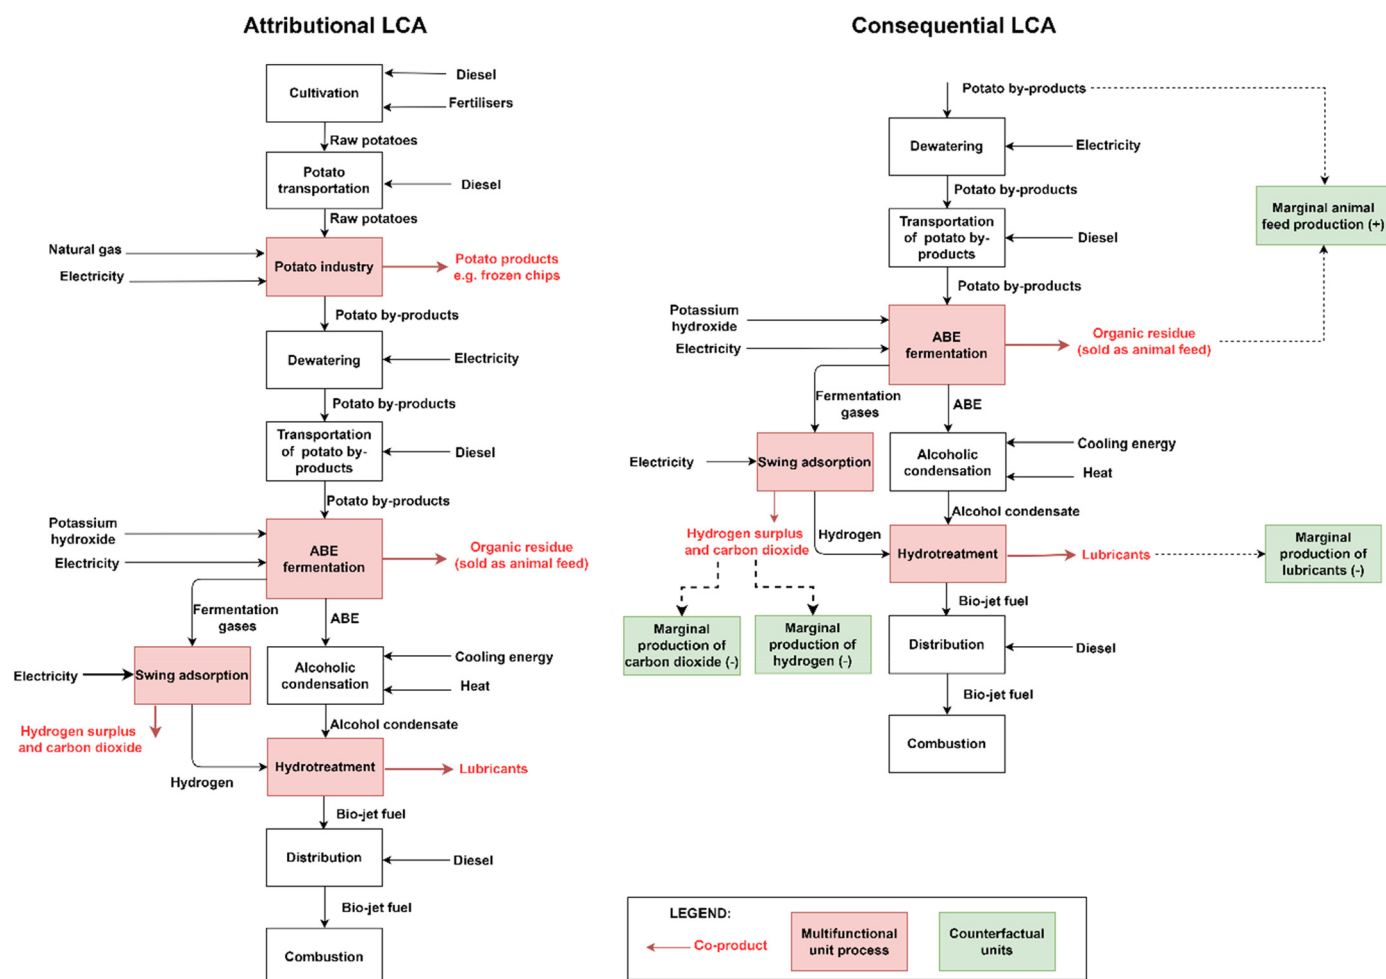 Attributional LCA
Cultivation
Diesel
Fertilisers
Raw potatoes
Potato
transportation
Diesel
Raw potatoes
Natural gas
Electricity
Potato industry
Potato products
e.g. frozen chips
Potato by-products
Dewatering
Electricity
Potato by-products
Transportation
of potato by-
products
Diesel
Potato by-products
Potassium
hydroxide
Electricity
ABE
fermentation
Organic residue
(sold as animal feed)
Fermentation
gases
ABE
Electricity
Swing adsorption
Alcoholic
condensation
Cooling energy
Heat
Hydrogen surplus
and carbon dioxide
Alcohol condensate
Hydrogen
Hydrotreatment
Lubricants
Bio-jet fuel
Distribution
Diesel
Bio-jet fuel
Combustion
Consequential LCA
Potato by-products
Dewatering
Electricity
Potato by-products
Marginal animal
feed production (+)
Transportation
of potato by-
products
Diesel
Potato by-products
Potassium
hydroxide
Electricity
ABE
fermentation
Organic residue
(sold as animal feed)
Fermentation
gases
ABE
Electricity
Swing adsorption
Alcoholic
condensation
Cooling energy
Heat
Alcohol condensate
Hydrogen surplus
and carbon dioxide
Hydrogen
Hydrotreatment
Lubricants
Marginal
production of
lubricants (-)
Bio-jet fuel
Marginal
production of
carbon dioxide (-)
Marginal
production of
hydrogen (-)
Distribution
Diesel
Bio-jet fuel
Combustion
LEGEND:
Co-product
Multifunctional
unit process
Counterfactual
units